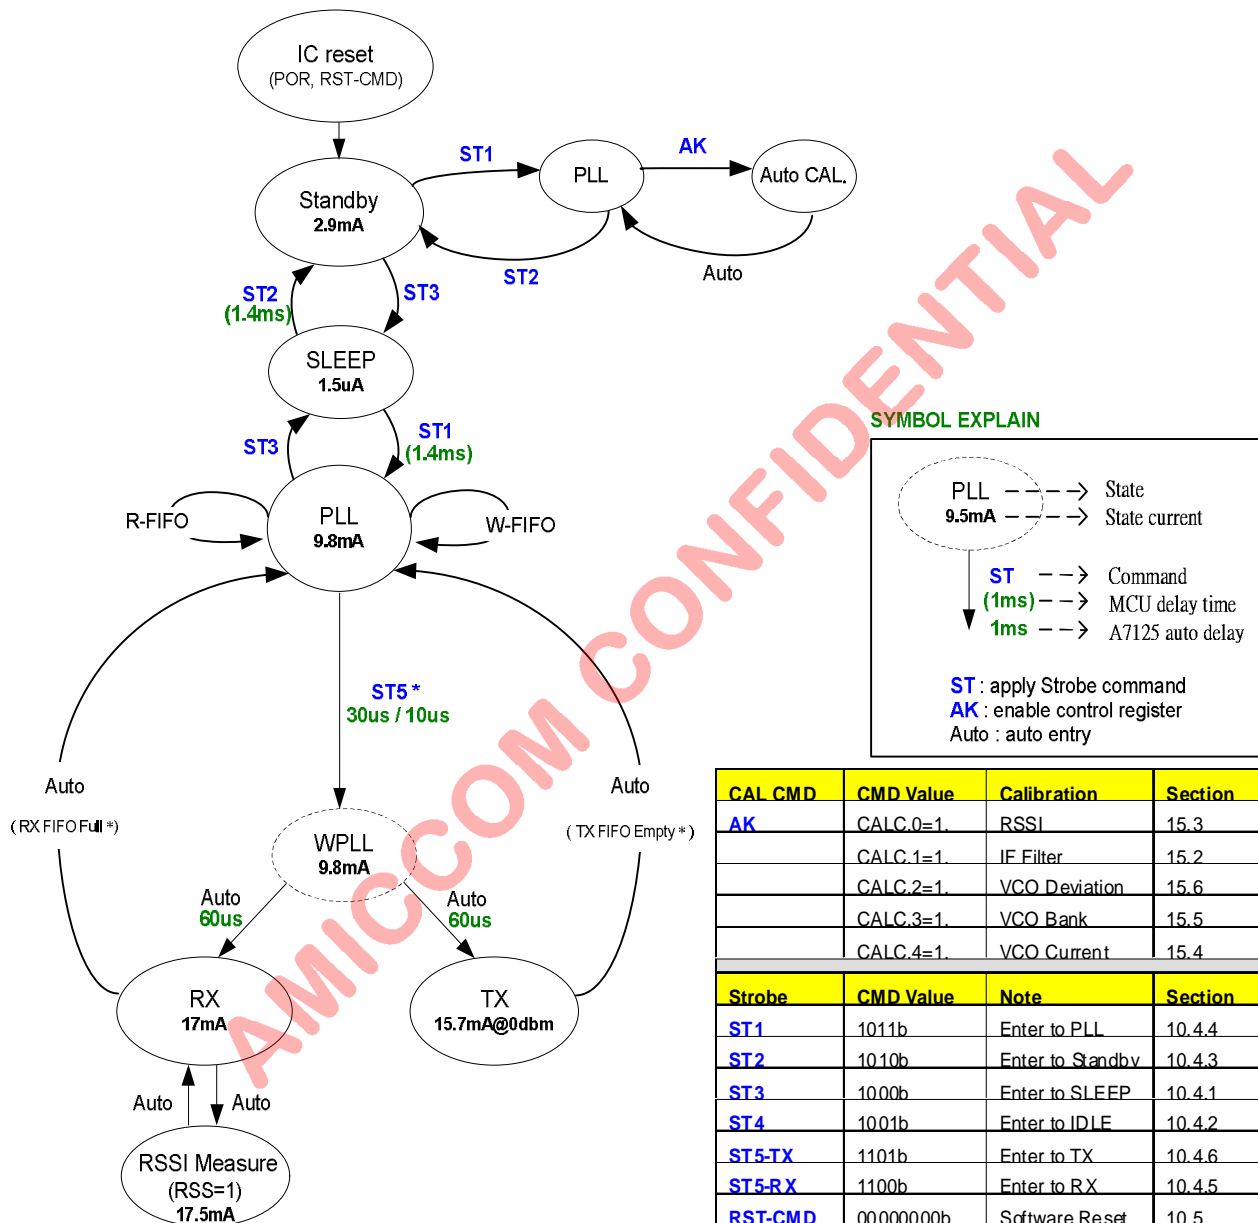 IC reset
(POR, RST-CMD)
Standby
2.9mA
ST1
PLL
AK
Auto CAL.
ST2
Auto
ST2
(1.4ms)
ST3
SLEEP
1.5uA
ST3
ST1
(1.4ms)
R-FIFO
PLL
9.8mA
W-FIFO
ST5 *
30us / 10us
Auto
( RX FIFO Full *)
Auto
( TX FIFO Empty * )
WPLL
9.8mA
Auto
60us
Auto
60us
RX
17mA
TX
15.7mA@0dbm
Auto
Auto
RSSI Measure
(RSS=1)
17.5mA
SYMBOL EXPLAIN
PLL
State
9.5mA
State current
ST
Command
(1ms)
MCU delay time
1ms
A7125 auto delay
ST : apply Strobe command
AK : enable control register
Auto : auto entry
CAL CMD CMD Value Calibration Section
AK CALC.0=1. RSSI 15.3
CALC.1=1. IF Filter 15.2
CALC.2=1. VCO Deviation 15.6
CALC.3=1. VCO Bank 15.5
CALC.4=1. VCO Current 15.4
Strobe CMD Value Note Section
ST1 1011b Enter to PLL 10.4.4
ST2 1010b Enter to Standby 10.4.3
ST3 1000b Enter to SLEEP 10.4.1
ST4 1001b Enter to IDLE 10.4.2
ST5-TX 1101b Enter to TX 10.4.6
ST5-RX 1100b Enter to RX 10.4.5
RST-CMD 00000000b Software Reset 10.5
AMICCOM CONFIDENTIAL